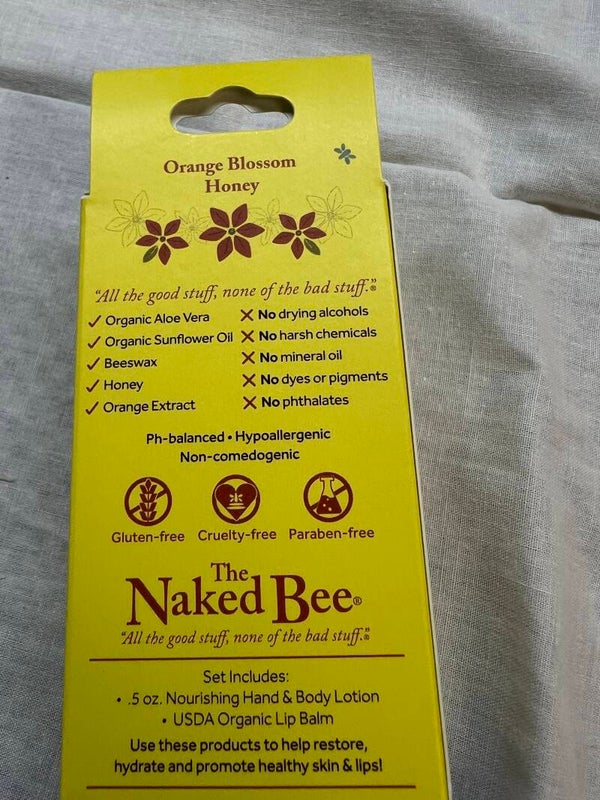 Orange Blossom
Honey
"All the good stuff, none of the bad stuff."®
✓ Organic Aloe Vera
✓ Organic Sunflower Oil
✓ Beeswax
✓ Honey
✓ Orange Extract
✕ No drying alcohols
✕ No harsh chemicals
✕ No mineral oil
✕ No dyes or pigments
✕ No phthalates
Ph-balanced • Hypoallergenic
Non-comedogenic
Gluten-free Cruelty-free Paraben-free
The
Naked Bee®
"All the good stuff, none of the bad stuff."®
Set Includes:
• .5 oz. Nourishing Hand & Body Lotion
• USDA Organic Lip Balm
Use these products to help restore,
hydrate and promote healthy skin & lips!